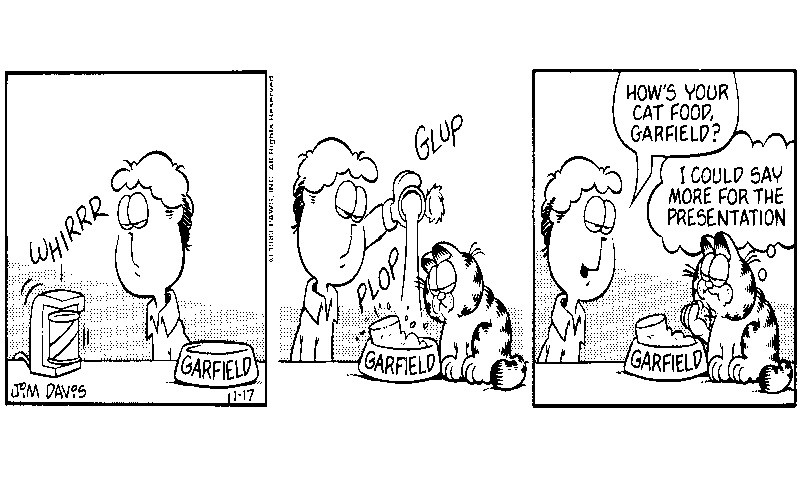 WHIRRR
GARFIELD
JIM DAVIS
11-17
GLUP
PLOP
GARFIELD
HOW'S YOUR
CAT FOOD,
GARFIELD?
I COULD SAY
MORE FOR THE
PRESENTATION
GARFIELD